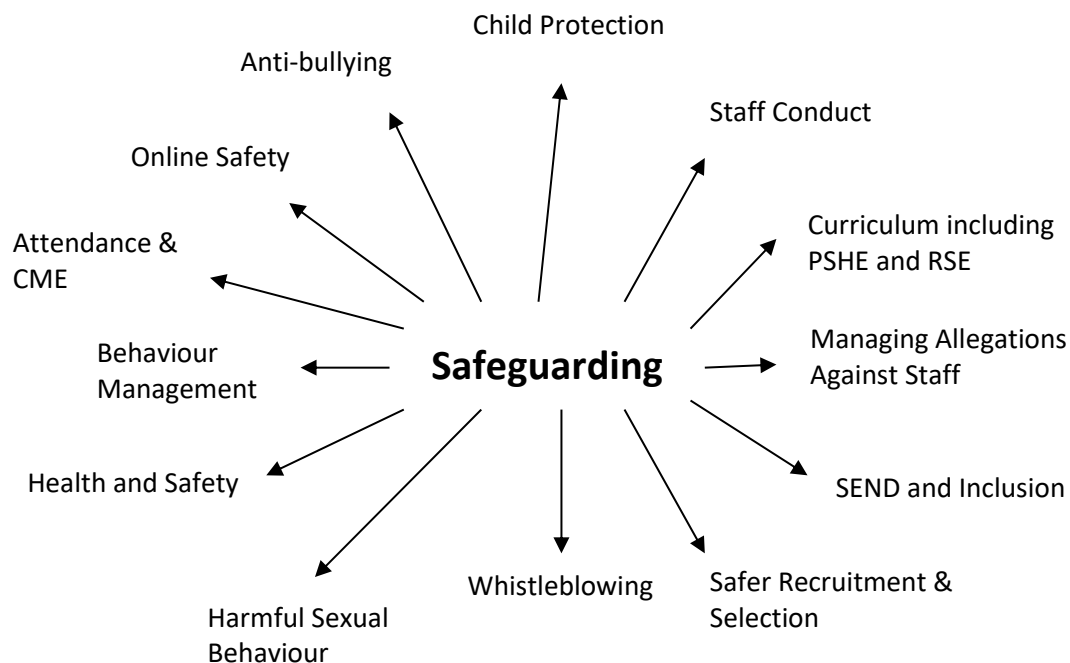 Child Protection
Anti-bullying
Staff Conduct
Online Safety
Curriculum including
PSHE and RSE
Attendance &
CME
Managing Allegations
Against Staff
Behaviour
Management
Safeguarding
Health and Safety
SEND and Inclusion
Whistleblowing
Safer Recruitment &
Selection
Harmful Sexual
Behaviour